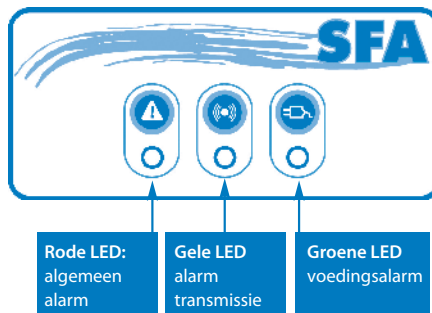 SFA
Rode LED:
algemeen
alarm
Gele LED
alarm
transmissie
Groene LED
voedingsalarm